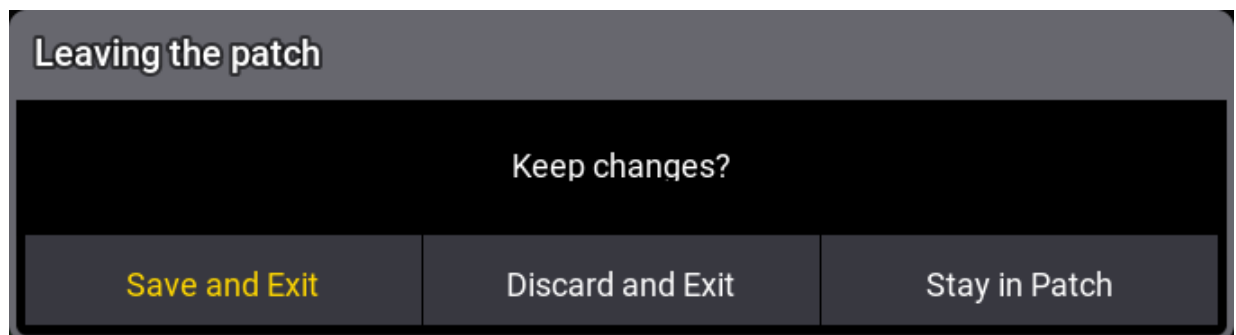 Leaving the patch
Keep changes?
Save and Exit
Discard and Exit
Stay in Patch